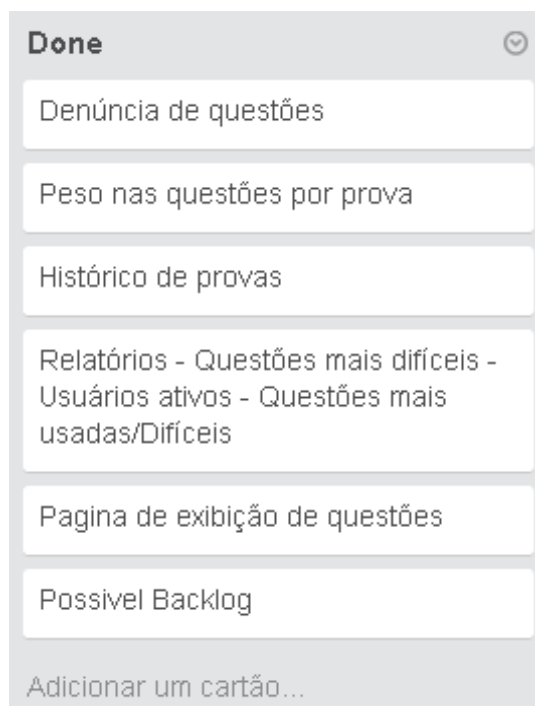 Done
Denúncia de questões
Peso nas questões por prova
Histórico de provas
Relatórios - Questões mais difíceis -
Usuários ativos - Questões mais
usadas/Difíceis
Pagina de exibição de questões
Possivel Backlog
Adicionar um cartão...